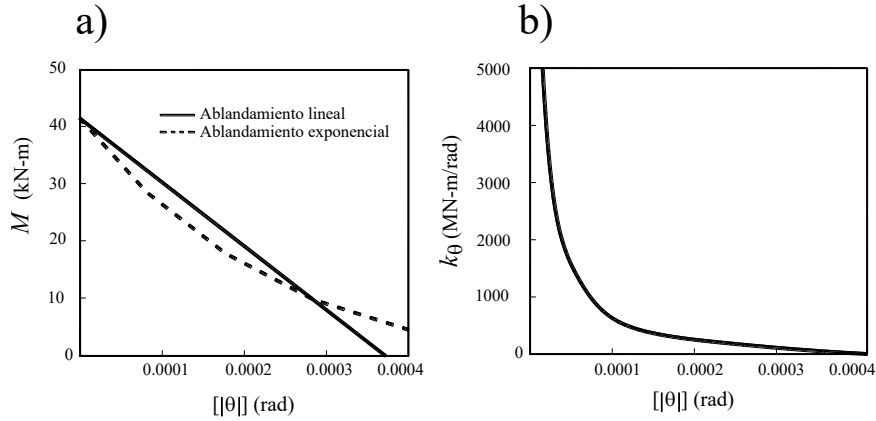 a)
50
40
30
20
10
0
M (kN-m)
Ablandamiento lineal
Ablandamiento exponencial
0.0001
0.0002
0.0003
0.0004
[|θ|] (rad)
b)
5000
4000
3000
2000
1000
0
kθ (MN-m/rad)
0.0001
0.0002
0.0003
0.0004
[|θ|] (rad)